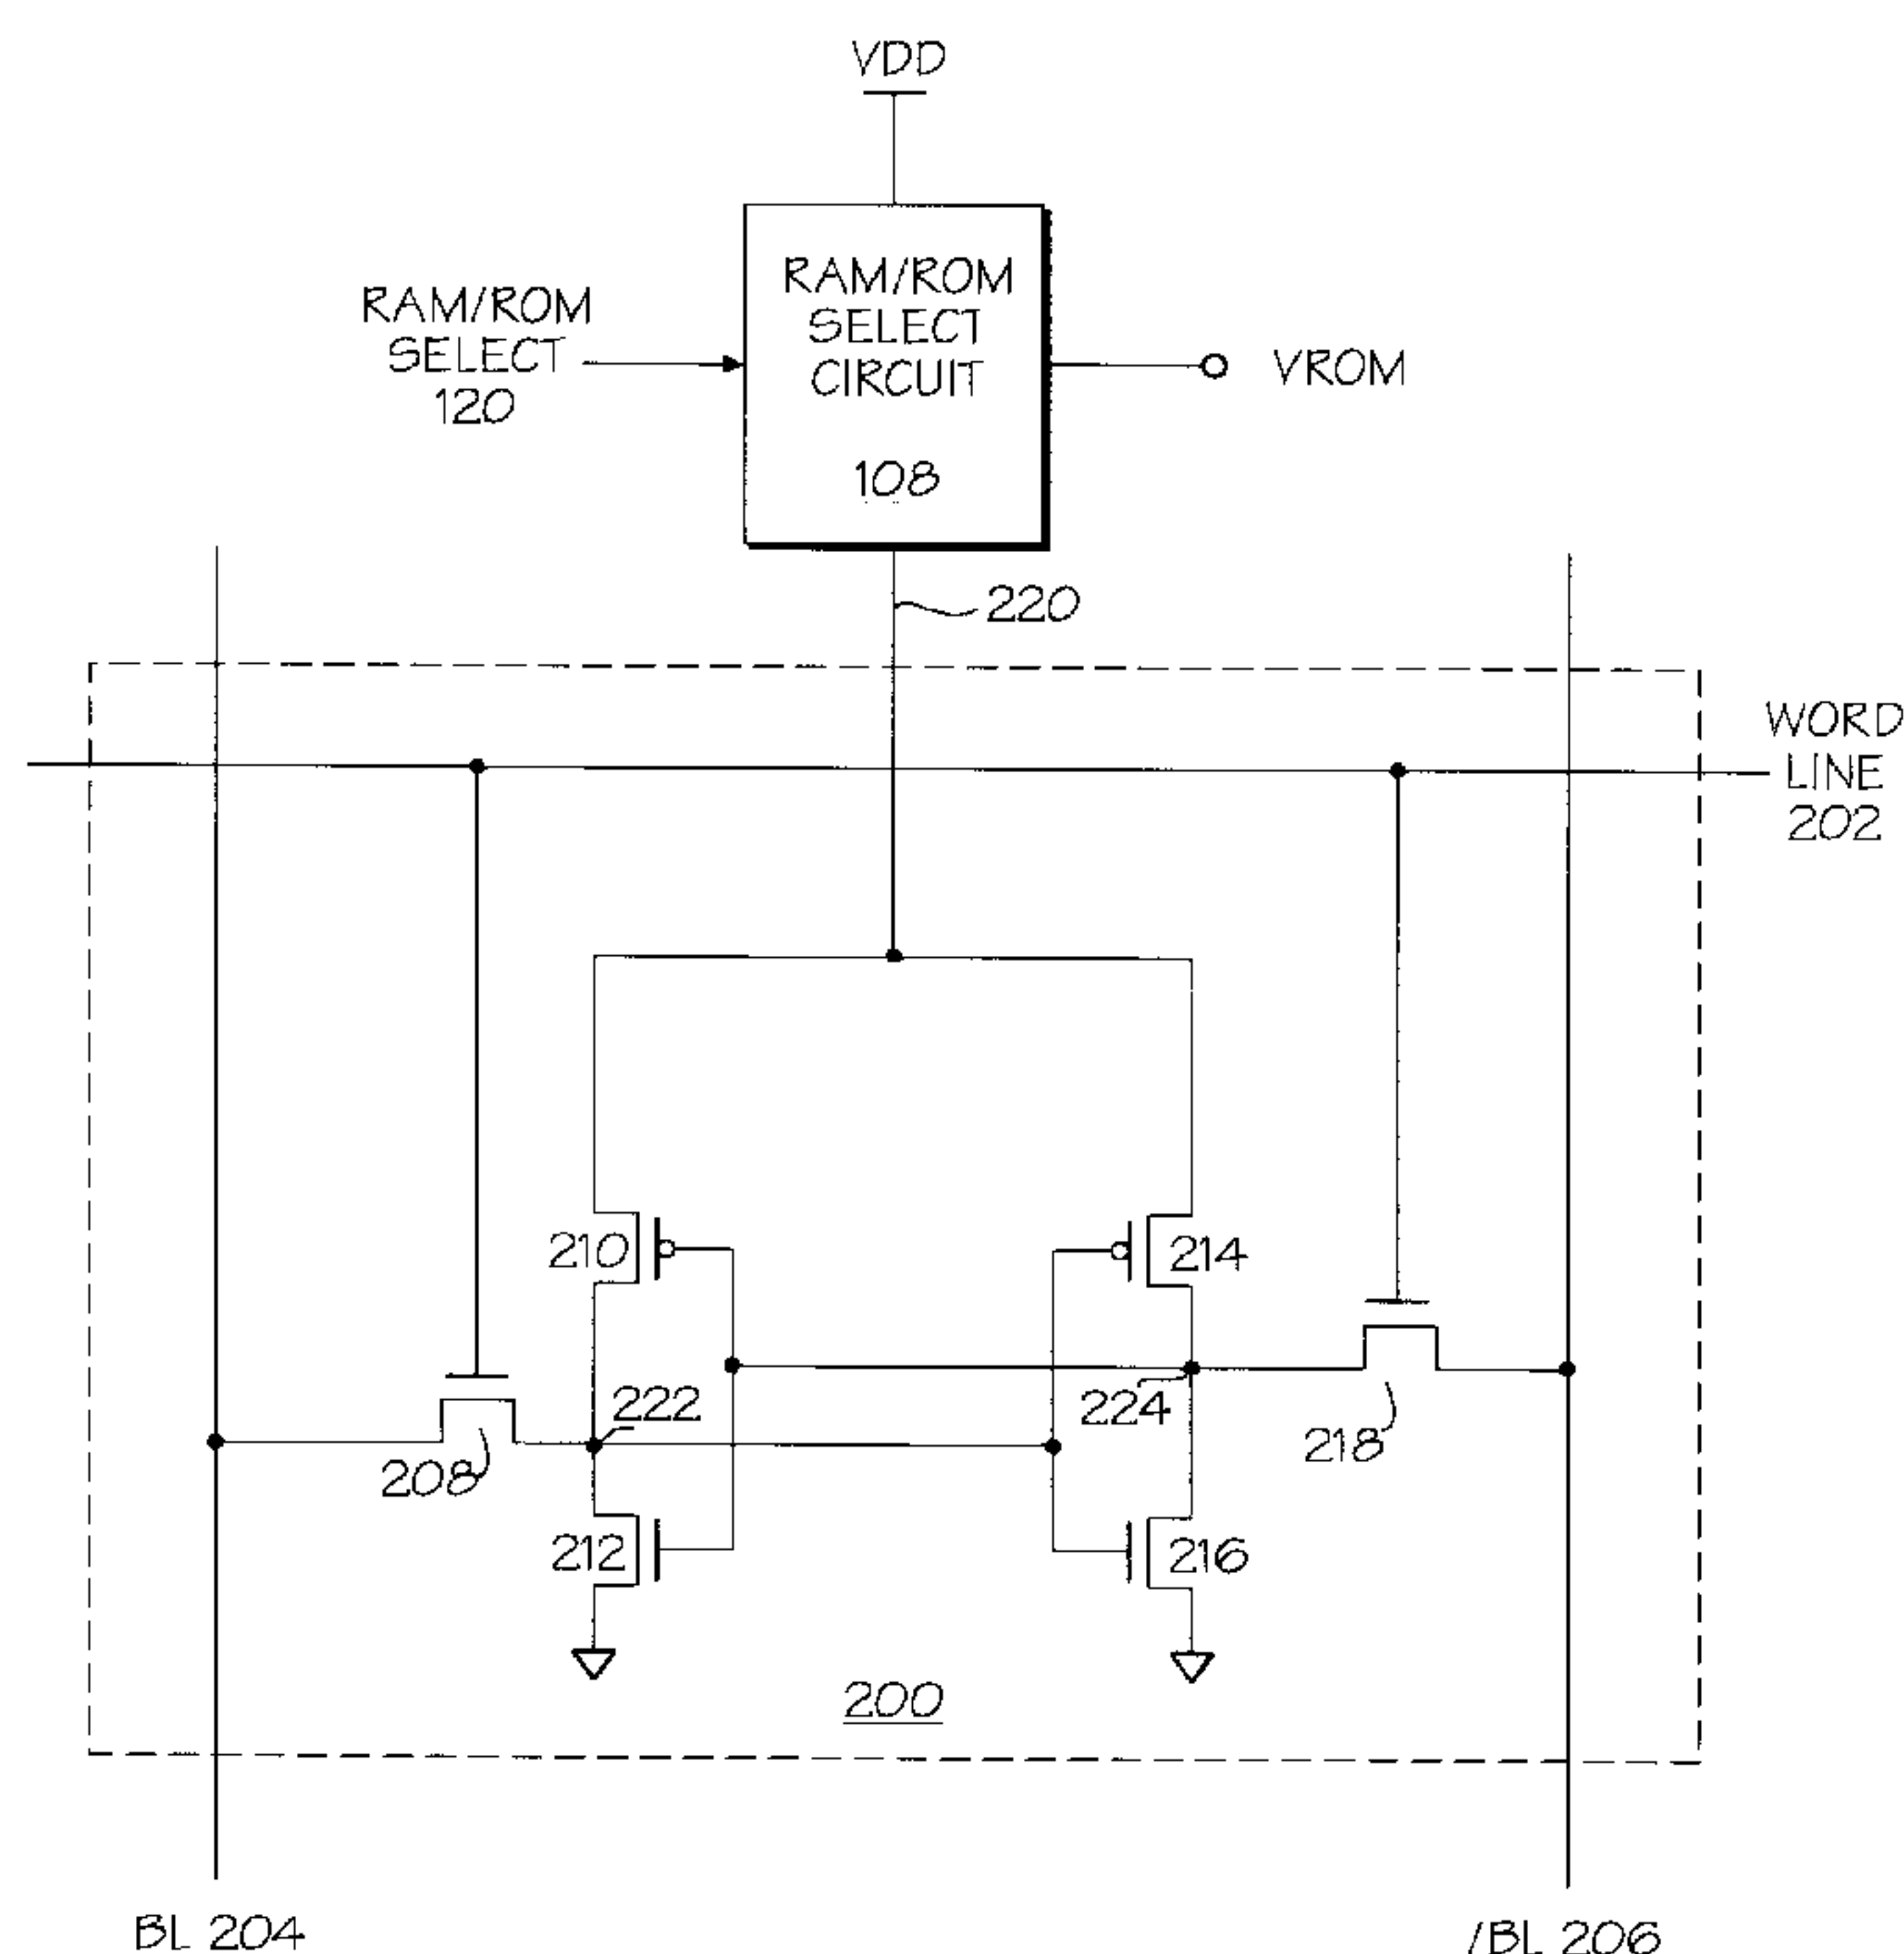 VDD
RAM/ROM
SELECT
120
RAM/ROM
SELECT
CIRCUIT
108
VROM
220
WORD
LINE
202
210
214
222
224
208
218
212
216
200
BL 204
/BL 206